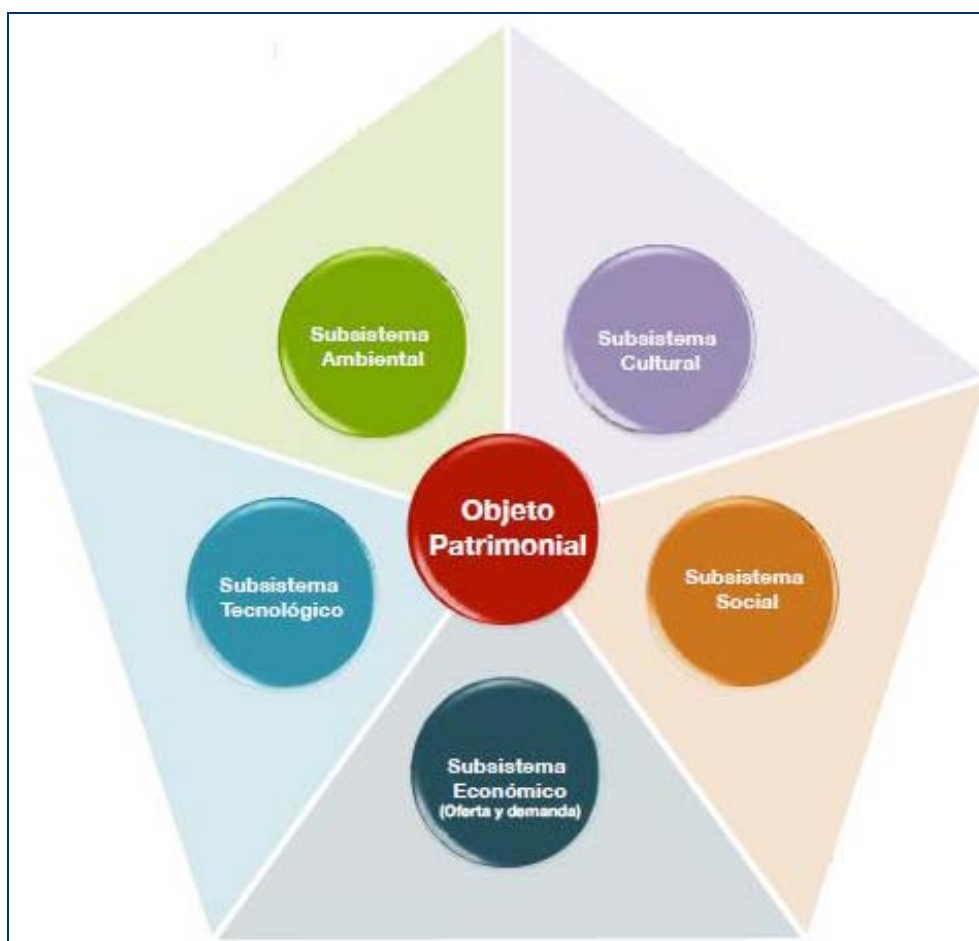 Subsistema
Ambiental
Subsistema
Cultural
Objeto
Patrimonial
Subsistema
Tecnológico
Subsistema
Social
Subsistema
Económico
(Oferta y demanda)